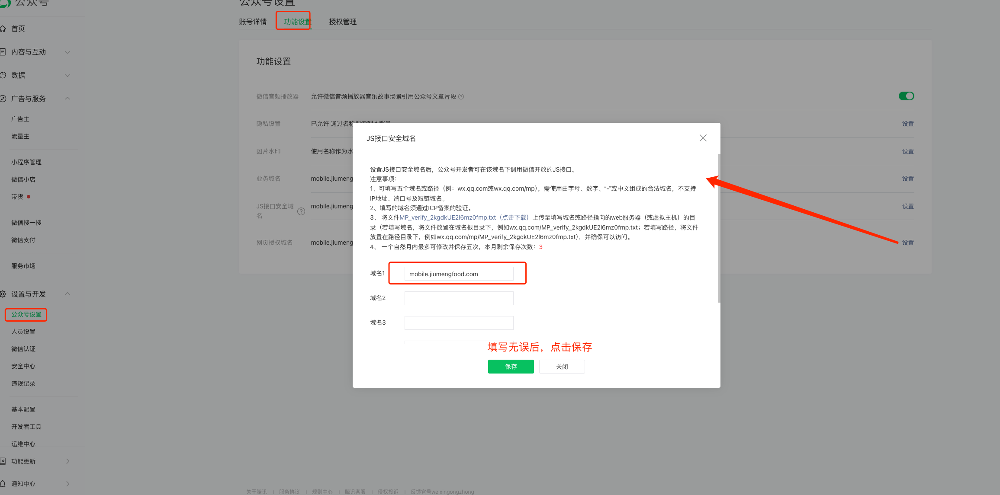 公众号
公众号设置
账号详情
功能设置
授权管理
首页
内容与互动
数据
广告与服务
广告主
流量主
小程序管理
微信小店
带货
微信搜一搜
微信支付
服务市场
设置与开发
公众号设置
人员设置
微信认证
安全中心
违规记录
基本配置
开发者工具
运维中心
功能更新
通知中心
功能设置
微信音频播放器
允许微信音频播放器音乐故事场景引用公众号文章片段
隐私设置
已允许 通过名称搜索到本账号
设置
图片水印
使用名称作为水
设置
业务域名
mobile.jiumeng
设置
JS接口安全域
名
mobile.jiumeng
设置
网页授权域名
mobile.jiumeng
设置
JS接口安全域名
设置JS接口安全域名后，公众号开发者可在该域名下调用微信开放的JS接口。
注意事项：
1、可填写五个域名或路径（例：wx.qq.com或wx.qq.com/mp），需使用由字母、数字、“-”或中文组成的合法域名，不支持
IP地址、端口号及短链域名。
2、填写的域名须通过ICP备案的验证。
3、 将文件MP_verify_2kgdkUE2l6mz0fmp.txt（点击下载）上传至填写域名或路径指向的web服务器（或虚拟主机）的目
录（若填写域名，将文件放置在域名根目录下，例如wx.qq.com/MP_verify_2kgdkUE2l6mz0fmp.txt；若填写路径，将文件
放置在路径目录下，例如wx.qq.com/mp/MP_verify_2kgdkUE2l6mz0fmp.txt），并确保可以访问。
4、 一个自然月内最多可修改并保存五次，本月剩余保存次数：3
域名1
mobile.jiumengfood.com
域名2
域名3
填写无误后，点击保存
保存
关闭
关于腾讯 | 服务协议 | 规则中心 | 腾讯客服 | 侵权投诉 | 反馈官号weixingongzhong